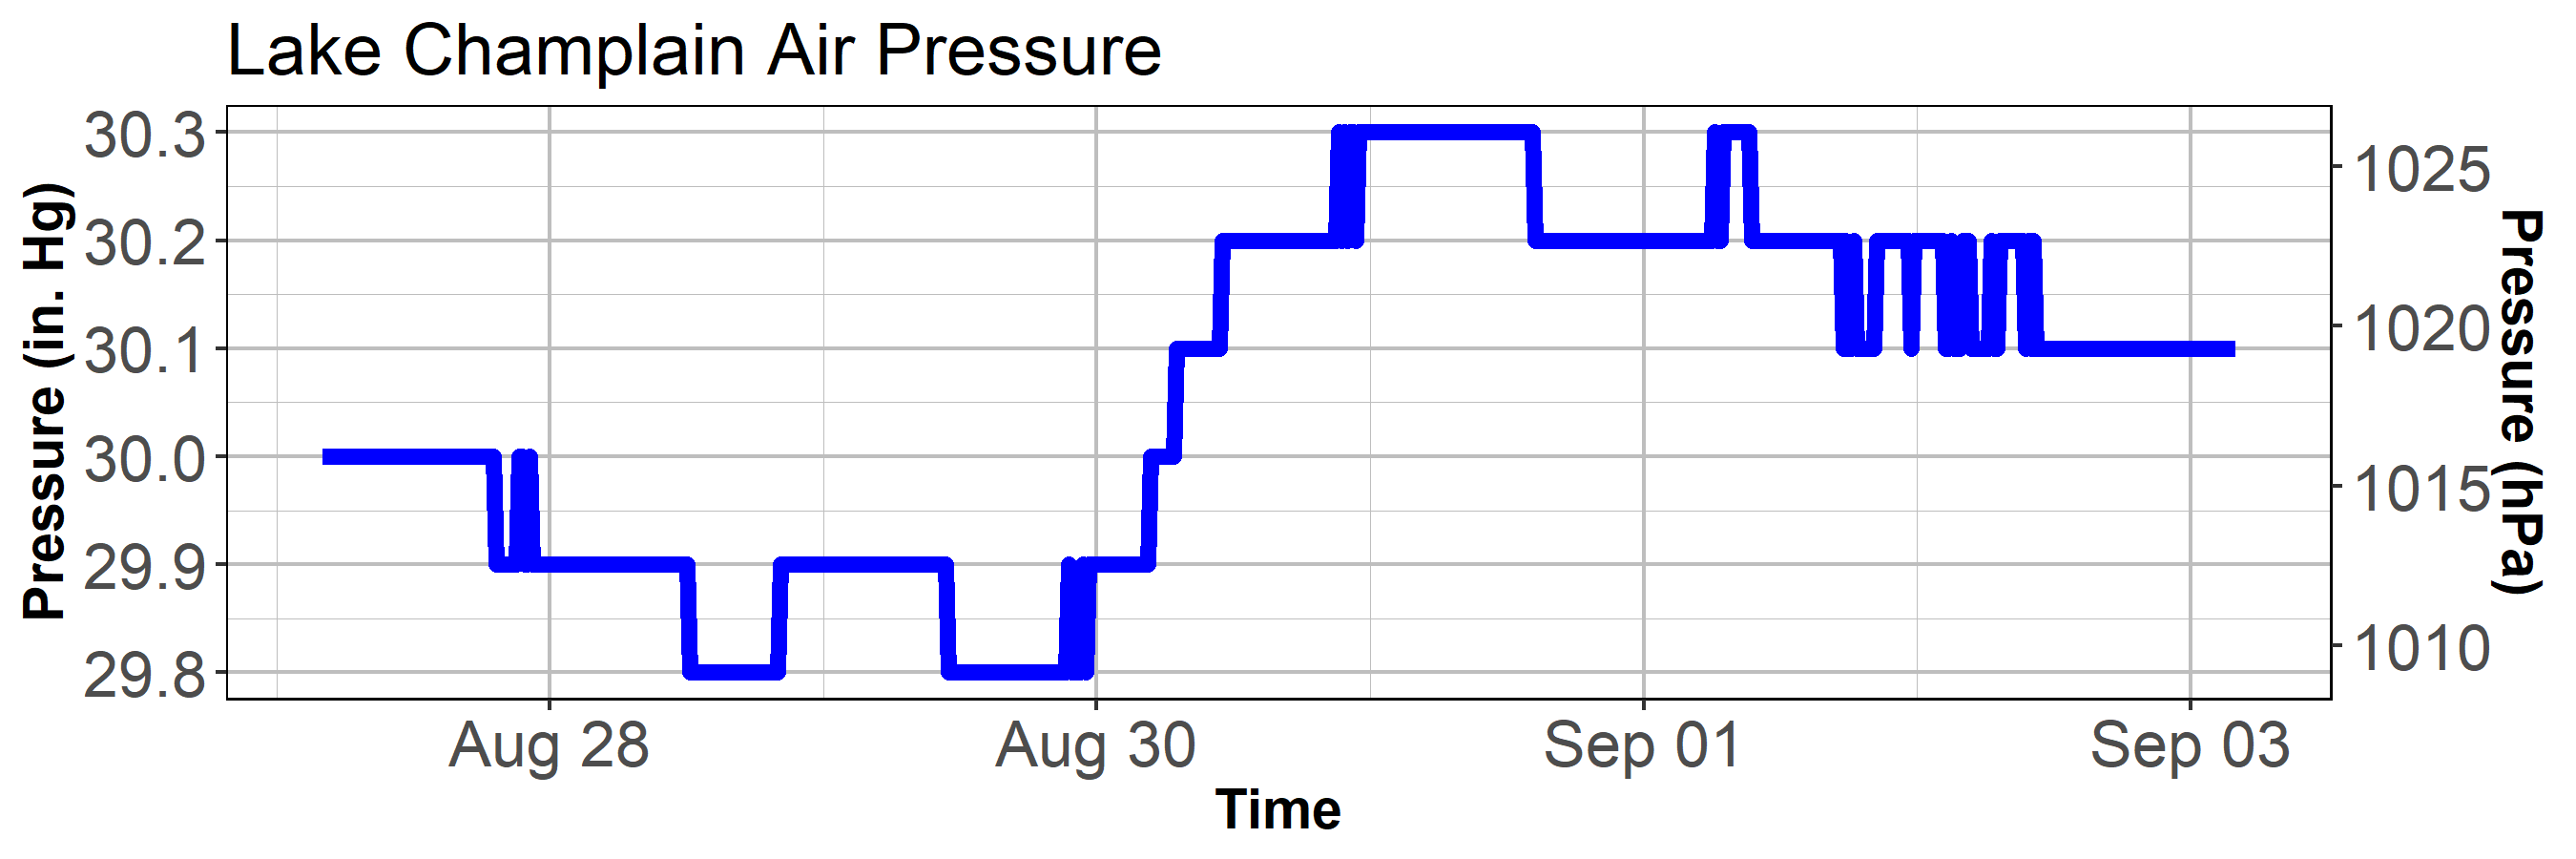 Lake Champlain Air Pressure
Pressure (in. Hg)
30.3
30.2
30.1
30.0
29.9
29.8
1025
1020
1015
1010
Pressure (hPa)
Aug 28
Aug 30
Sep 01
Sep 03
Time